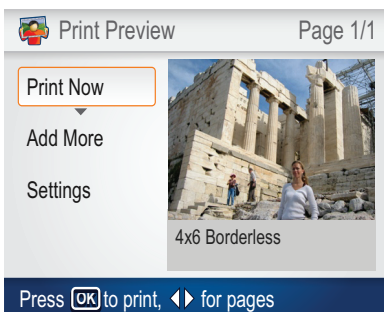 Print Preview Page 1/1
Print Now
Add More
Settings
4x6 Borderless
Press OK to print, for pages